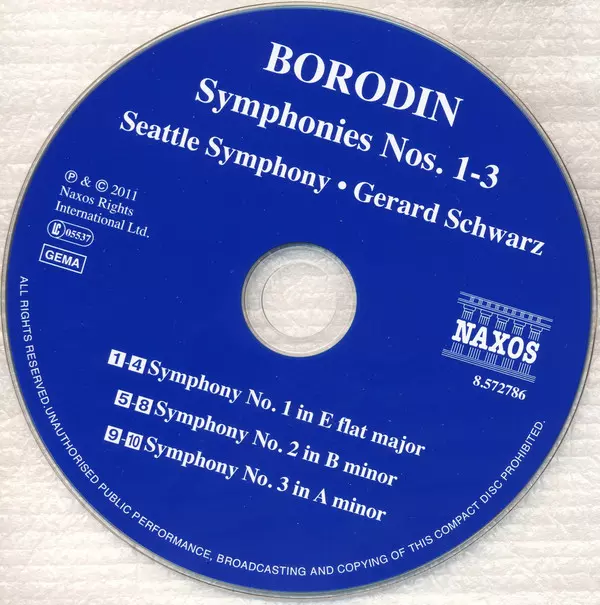 BORODIN
Symphonies Nos. 1-3
Seattle Symphony • Gerard Schwarz
℗ & © 2011
Naxos Rights
International Ltd.
LC 05537
GEMA
NAXOS
8.572786
1-4 Symphony No. 1 in E flat major
5-8 Symphony No. 2 in B minor
9-10 Symphony No. 3 in A minor
ALL RIGHTS RESERVED.UNAUTHORISED PUBLIC PERFORMANCE, BROADCASTING AND COPYING OF THIS COMPACT DISC PROHIBITED.